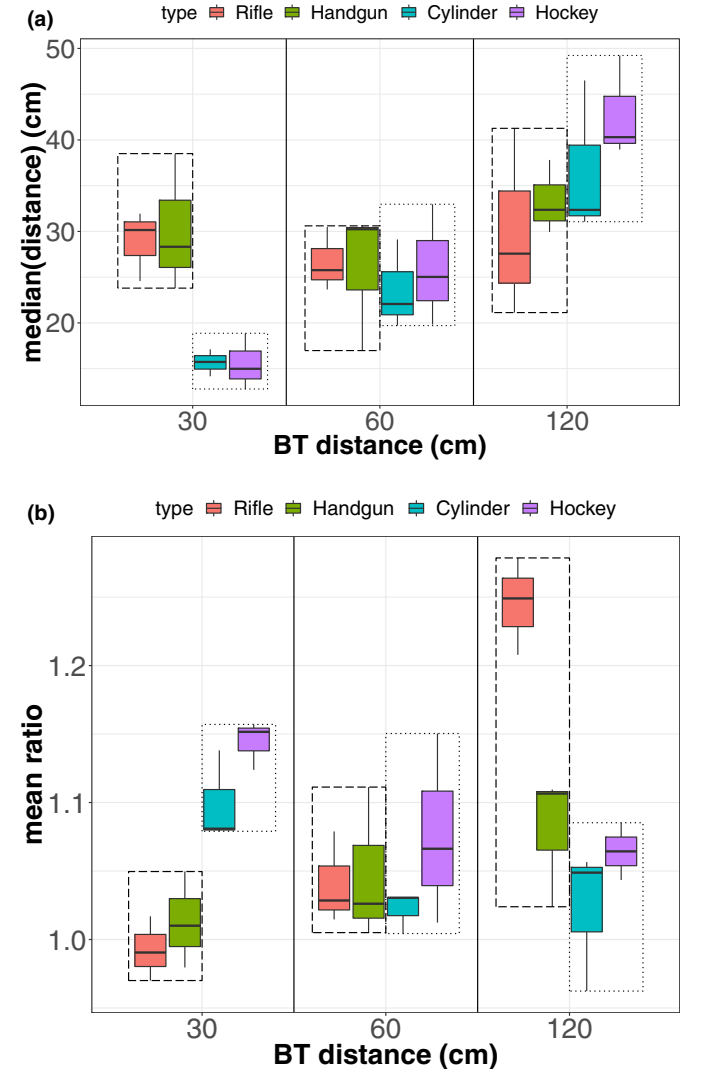 (a)
type Rifle Handgun Cylinder Hockey
median(distance) (cm)
50
40
30
20
30 60 120
BT distance (cm)
(b)
type Rifle Handgun Cylinder Hockey
mean ratio
1.2
1.1
1.0
30 60 120
BT distance (cm)